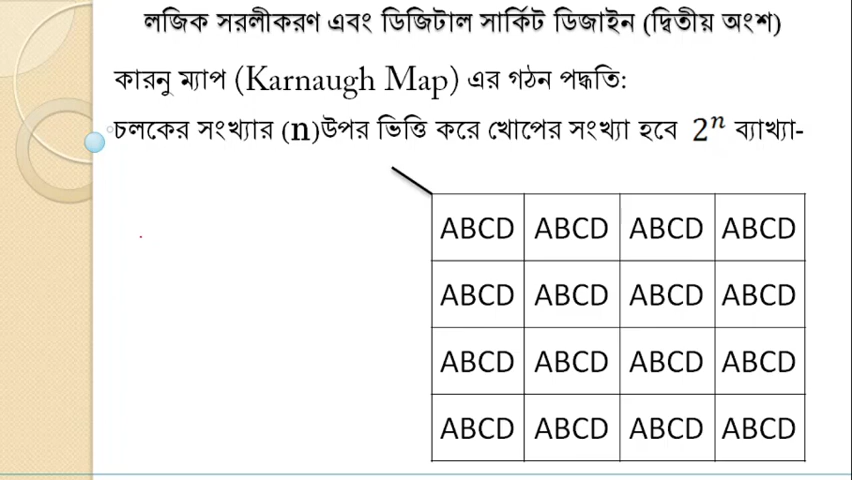 লজিক সরলীকরণ এবং ডিজিটাল সার্কিট ডিজাইন (দ্বিতীয় অংশ)
কারনু ম্যাপ (Karnaugh Map) এর গঠন পদ্ধতি:
চলকের সংখ্যার (n)উপর ভিত্তি করে খোপের সংখ্যা হবে 2ⁿ ব্যাখ্যা-
ABCD ABCD ABCD ABCD
ABCD ABCD ABCD ABCD
ABCD ABCD ABCD ABCD
ABCD ABCD ABCD ABCD